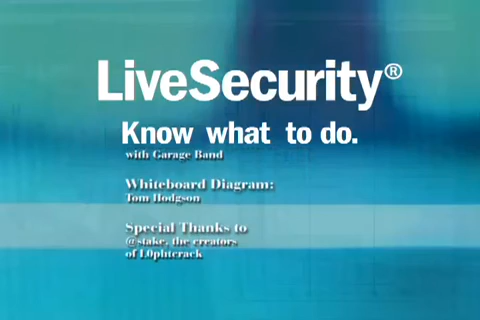 LiveSecurity®
Know what to do.
with Garage Band
Whiteboard Diagram:
Tom Hodgson
Special Thanks to
@stake, the creators
of L0phtcrack